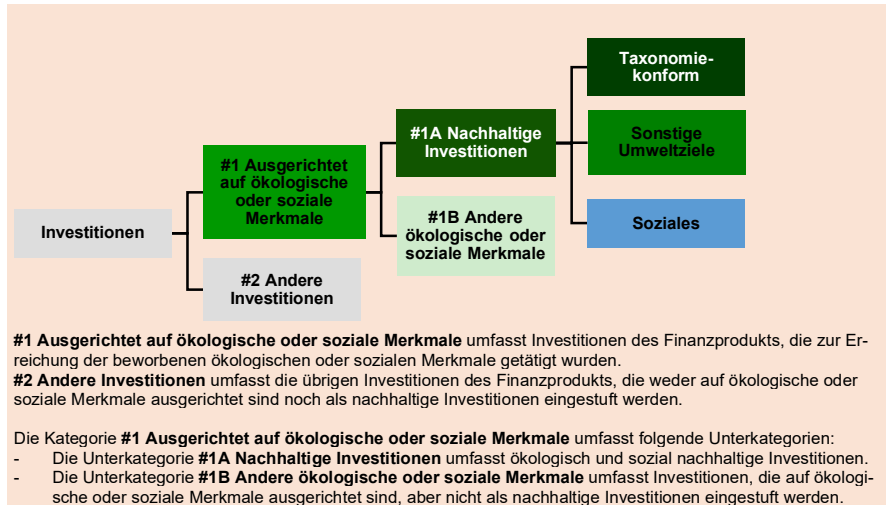 Taxonomie-
konform
#1A Nachhaltige
Investitionen
Sonstige
Umweltziele
#1 Ausgerichtet
auf ökologische
oder soziale
Merkmale
#1B Andere
ökologische oder
soziale Merkmale
Soziales
Investitionen
#2 Andere
Investitionen
#1 Ausgerichtet auf ökologische oder soziale Merkmale umfasst Investitionen des Finanzprodukts, die zur Er-
reichung der beworbenen ökologischen oder sozialen Merkmale getätigt wurden.
#2 Andere Investitionen umfasst die übrigen Investitionen des Finanzprodukts, die weder auf ökologische oder
soziale Merkmale ausgerichtet sind noch als nachhaltige Investitionen eingestuft werden.
Die Kategorie #1 Ausgerichtet auf ökologische oder soziale Merkmale umfasst folgende Unterkategorien:
- Die Unterkategorie #1A Nachhaltige Investitionen umfasst ökologisch und sozial nachhaltige Investitionen.
- Die Unterkategorie #1B Andere ökologische oder soziale Merkmale umfasst Investitionen, die auf ökologi-
sche oder soziale Merkmale ausgerichtet sind, aber nicht als nachhaltige Investitionen eingestuft werden.